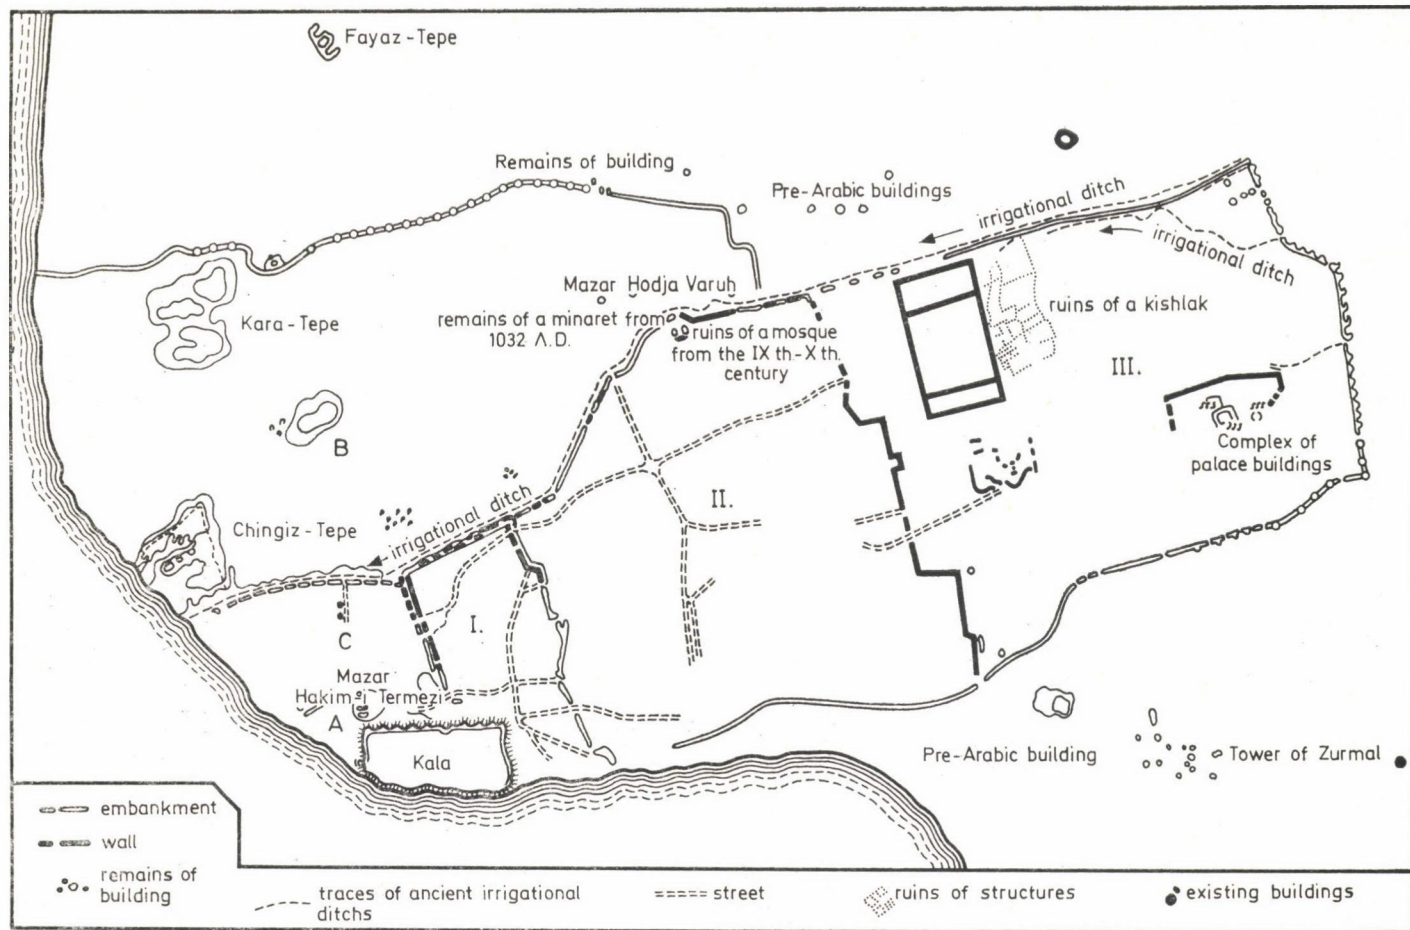 Fayaz-Tepe
Remains of building
Pre-Arabic buildings
irrigational ditch
irrigational ditch
Mazar Hodja Varuh
Kara-Tepe
remains of a minaret from
1032 A.D.
ruins of a mosque
from the IX th.-X th.
century
ruins of a kishlak
III.
B
Complex of
palace buildings
II.
Chingiz-Tepe
irrigational ditch
I.
C
Mazar
Hakim-i Termezi
A
Kala
Pre-Arabic building
Tower of Zurmal
embankment
wall
remains of
building
traces of ancient irrigational
ditchs
street
ruins of structures
existing buildings